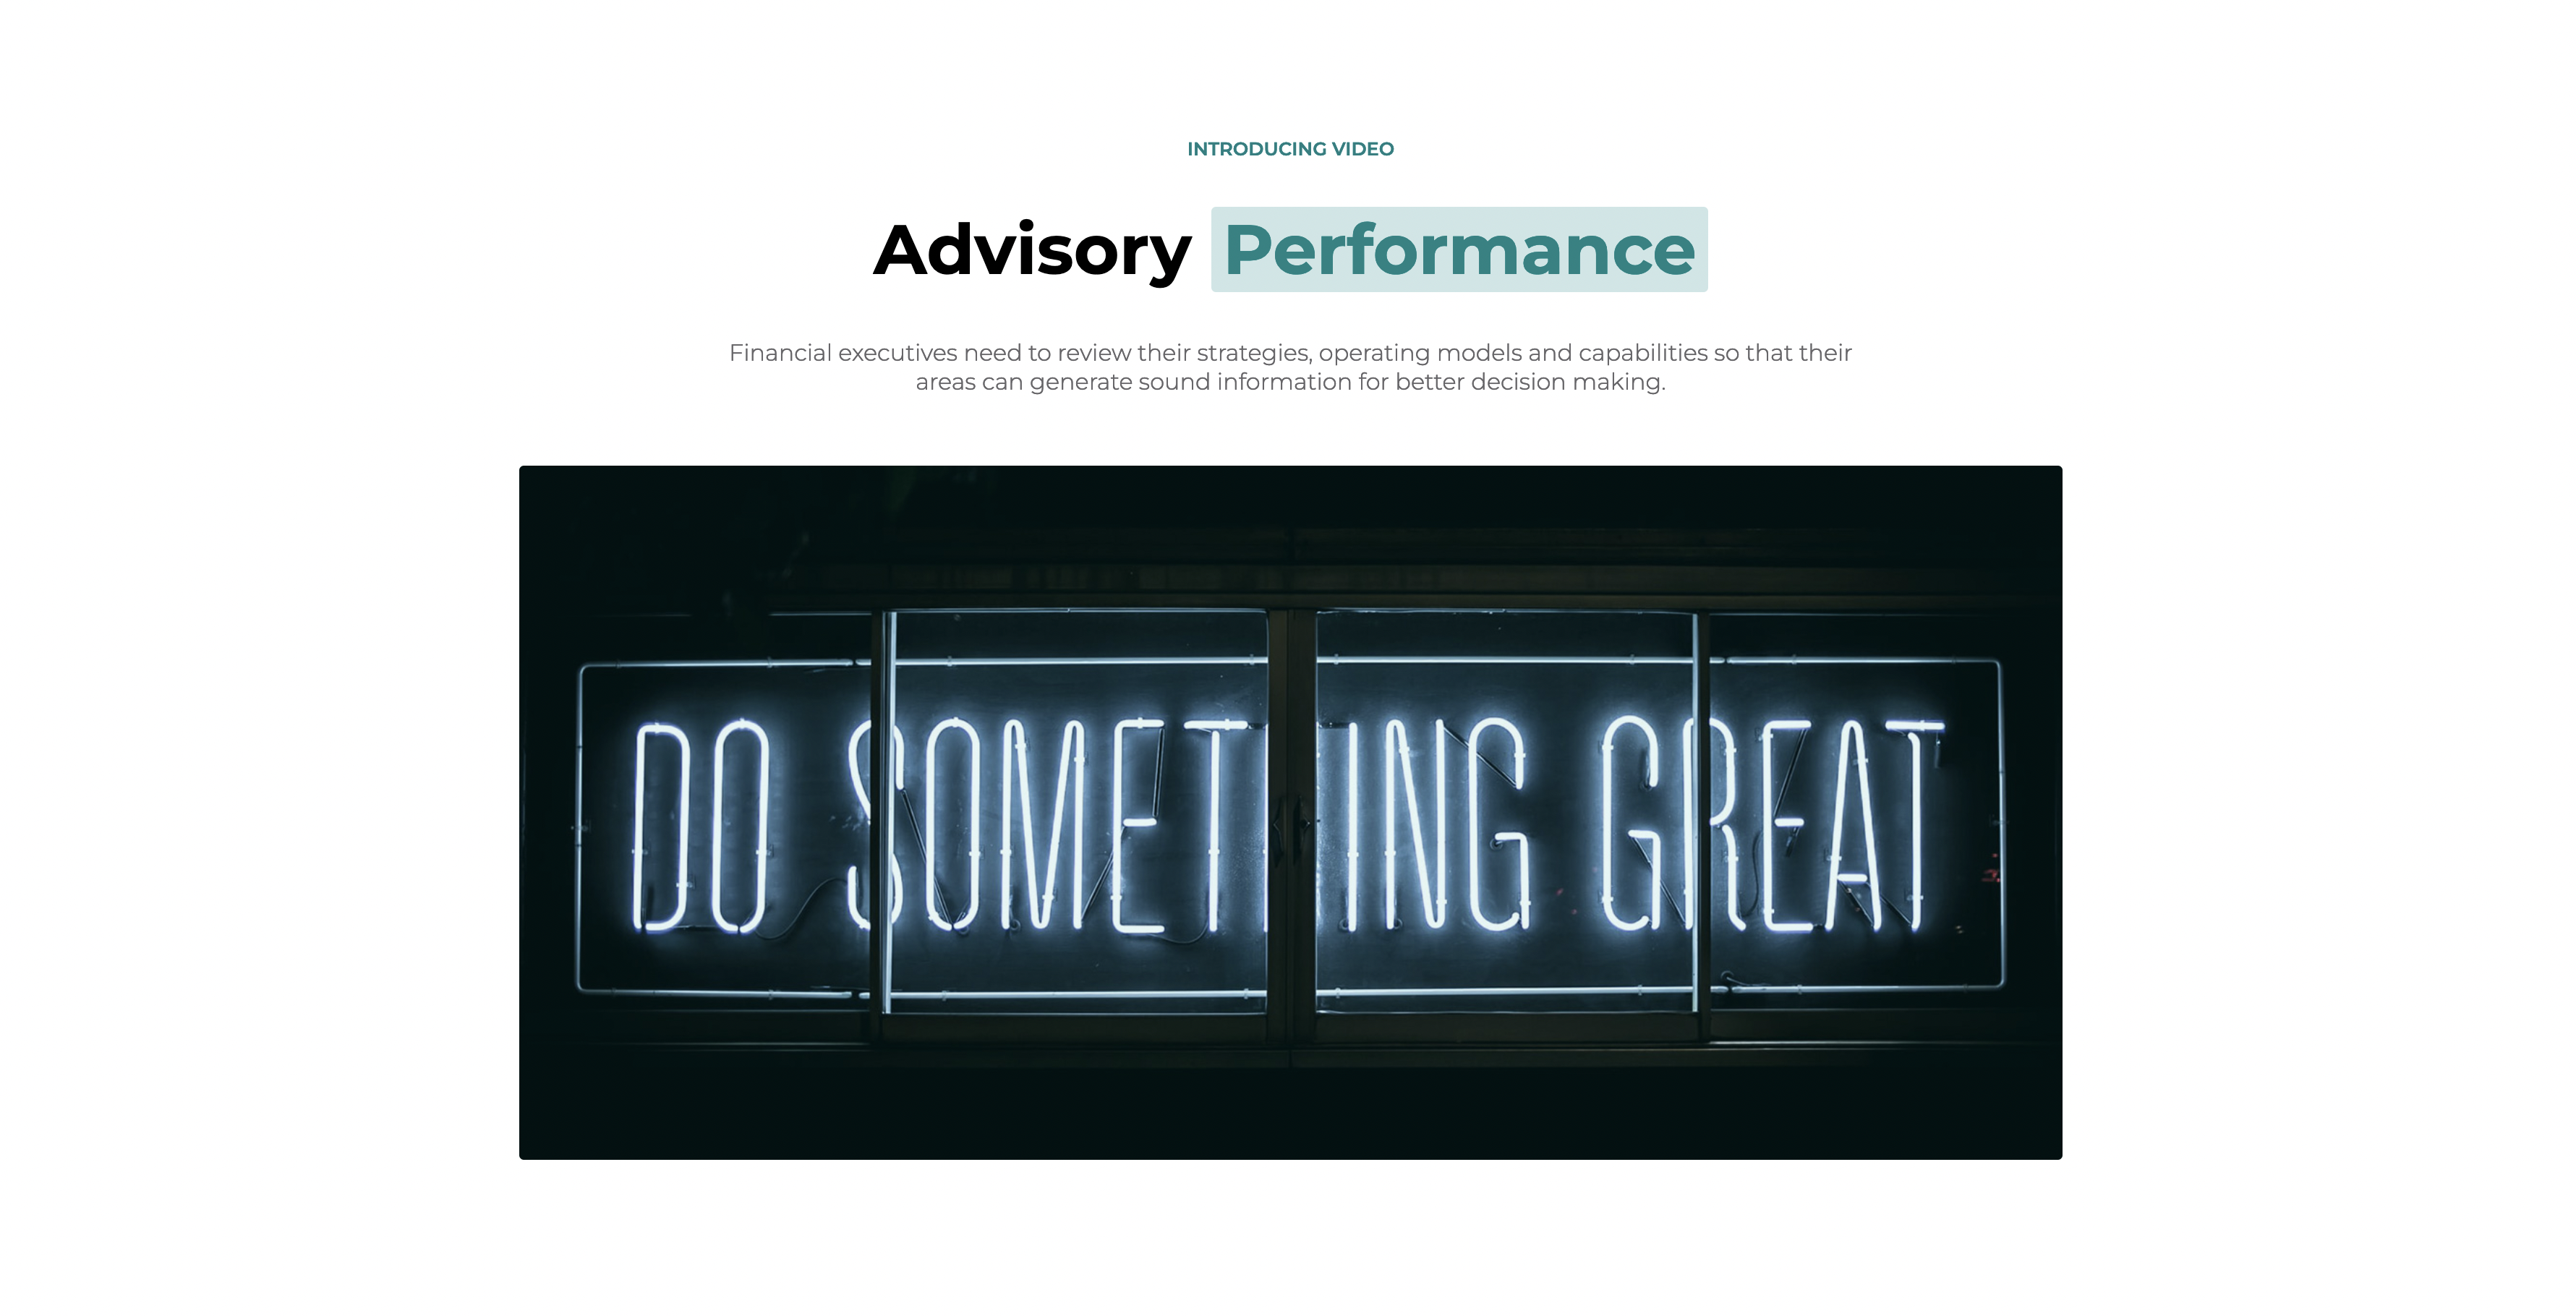 INTRODUCING VIDEO
Advisory Performance
Financial executives need to review their strategies, operating models and capabilities so that their
areas can generate sound information for better decision making.
DO SOMETHING GREAT